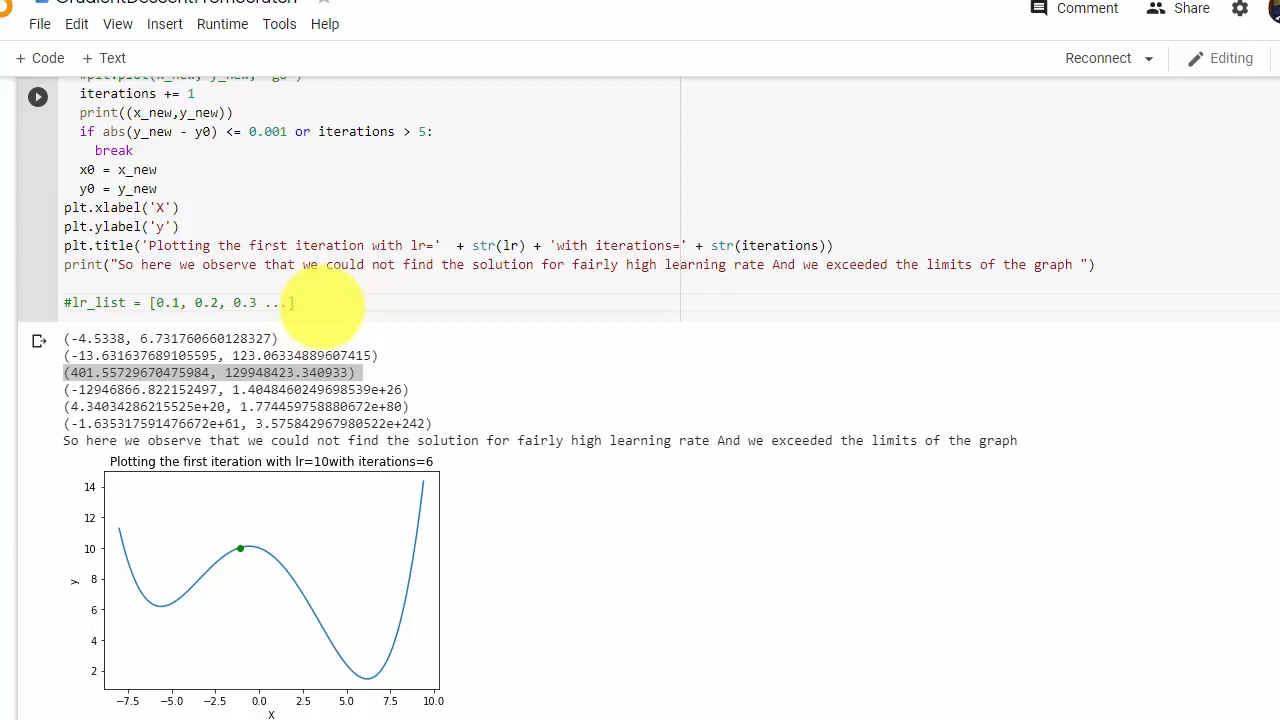 GradientDescentFromScratch
Comment
Share
File Edit View Insert Runtime Tools Help
+ Code + Text
Reconnect
Editing
#plt.plot(x_new, y_new, 'go')
iterations += 1
print((x_new,y_new))
if abs(y_new - y0) <= 0.001 or iterations > 5:
break
x0 = x_new
y0 = y_new
plt.xlabel('X')
plt.ylabel('y')
plt.title('Plotting the first iteration with lr=' + str(lr) + 'with iterations=' + str(iterations))
print("So here we observe that we could not find the solution for fairly high learning rate And we exceeded the limits of the graph ")
#lr_list = [0.1, 0.2, 0.3 ...]
(-4.5338, 6.731760660128327)
(-13.631637689105595, 123.06334889607415)
(401.55729670475984, 129948423.340933)
(-12946866.822152497, 1.4048460249698539e+26)
(4.34034286215525e+20, 1.774459758880672e+80)
(-1.635317591476672e+61, 3.575842967980522e+242)
So here we observe that we could not find the solution for fairly high learning rate And we exceeded the limits of the graph
Plotting the first iteration with lr=10with iterations=6
14
12
10
8
6
4
2
y
−7.5 −5.0 −2.5 0.0 2.5 5.0 7.5 10.0
X